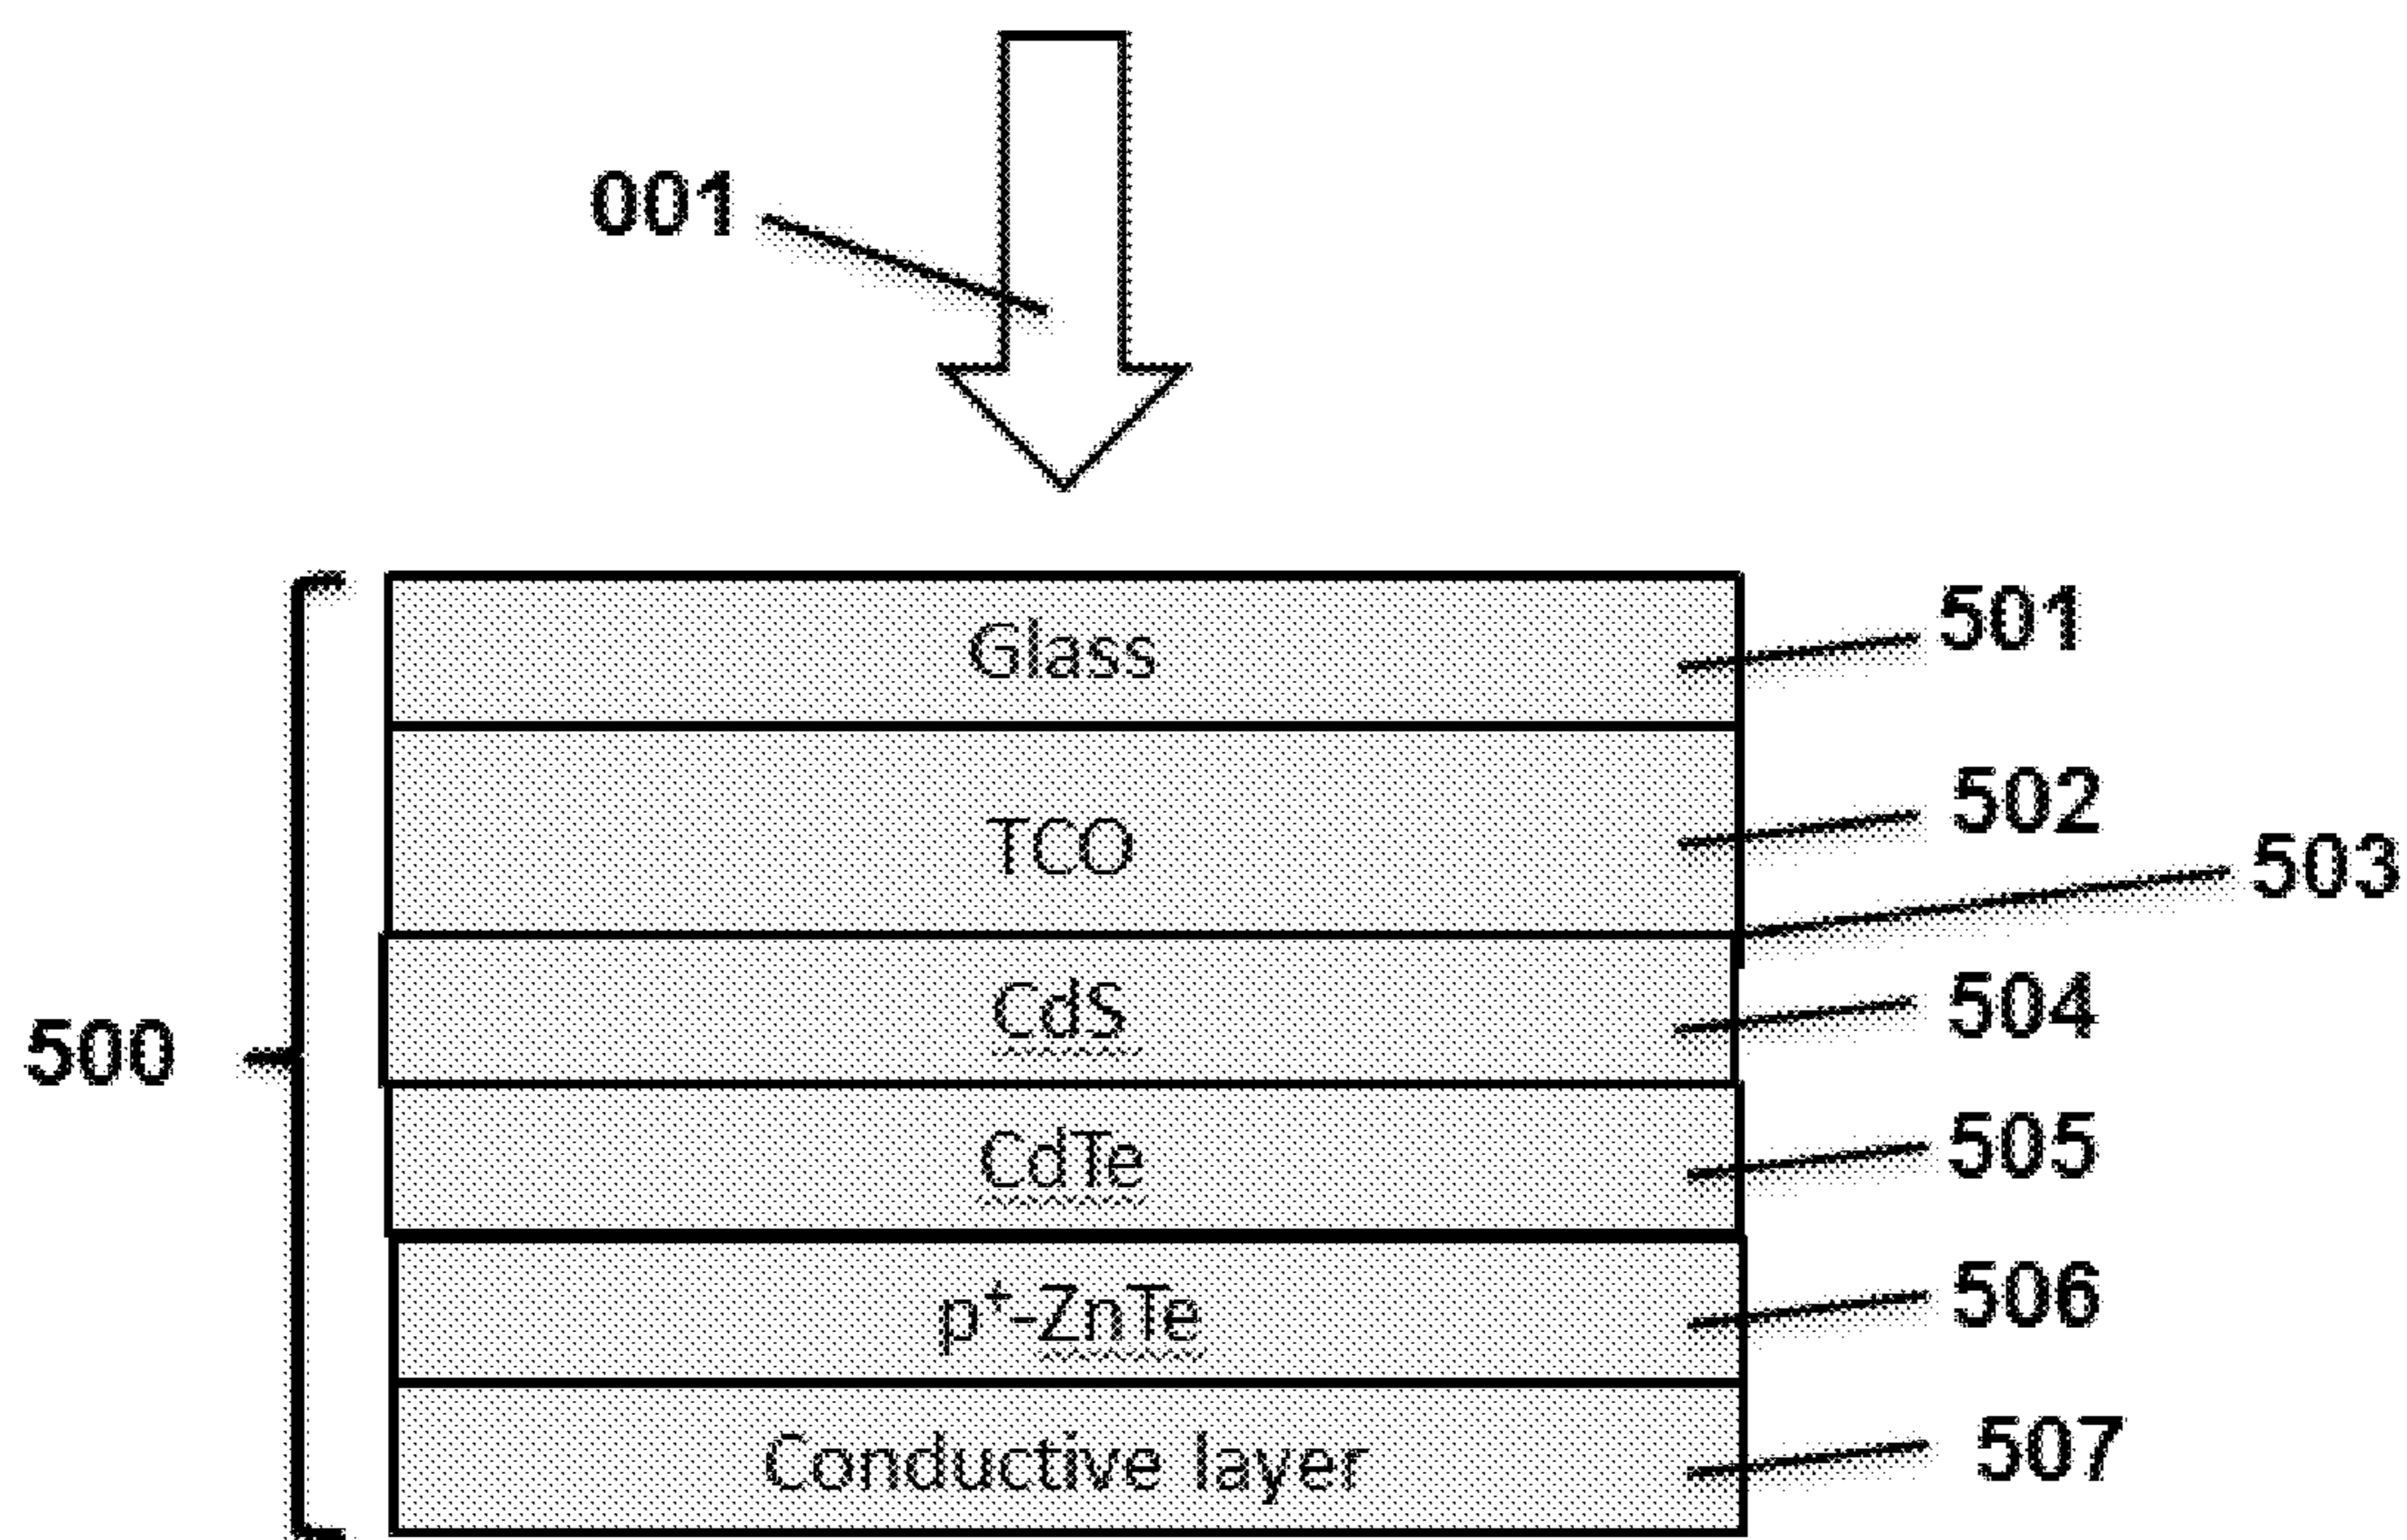 001
Glass
501
TCO
502
503
CdS
504
500
CdTe
505
p⁺-ZnTe
506
Conductive layer
507